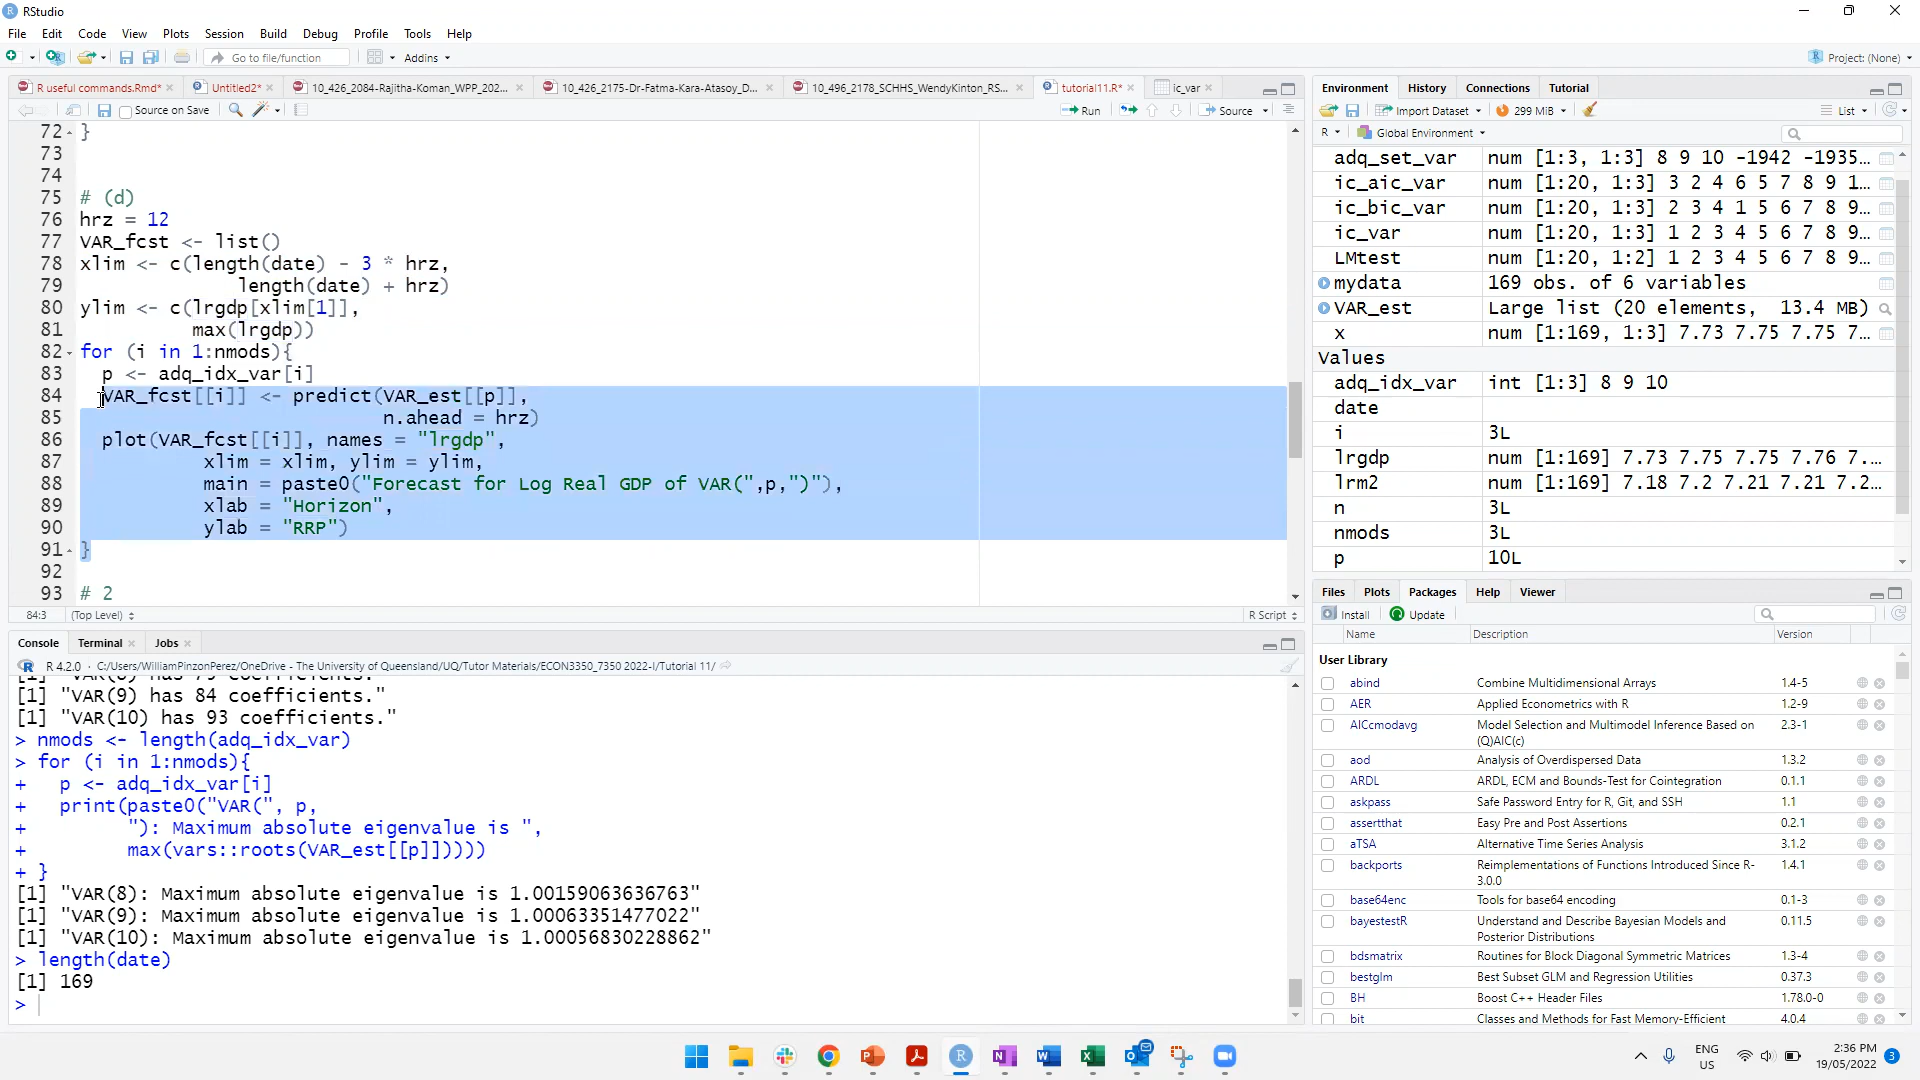 RStudio
File Edit Code View Plots Session Build Debug Profile Tools Help
Go to file/function Addins Project: (None)
R useful commands.Rmd* Untitled2* 10_426_2084-Rajitha-Koman_WPP_202... 10_426_2175-Dr-Fatma-Kara-Atasoy_D... 10_496_2178_SCHHS_WendyKinton_RS... tutorial11.R* ic_var
Source on Save Run Source
72 }
73
74
75 # (d)
76 hrz = 12
77 VAR_fcst <- list()
78 xlim <- c(length(date) - 3 * hrz,
79 length(date) + hrz)
80 ylim <- c(lrgdp[xlim[1]],
81 max(lrgdp))
82 for (i in 1:nmods){
83 p <- adq_idx_var[i]
84 VAR_fcst[[i]] <- predict(VAR_est[[p]],
85 n.ahead = hrz)
86 plot(VAR_fcst[[i]], names = "lrgdp",
87 xlim = xlim, ylim = ylim,
88 main = paste0("Forecast for Log Real GDP of VAR(",p,")"),
89 xlab = "Horizon",
90 ylab = "RRP")
91 }
92
93 # 2
84:3 (Top Level) R Script
Console Terminal Jobs
R 4.2.0 · C:/Users/WilliamPinzonPerez/OneDrive - The University of Queensland/UQ/Tutor Materials/ECON3350_7350 2022-I/Tutorial 11/
[1] "VAR(9) has 84 coefficients."
[1] "VAR(10) has 93 coefficients."
> nmods <- length(adq_idx_var)
> for (i in 1:nmods){
+ p <- adq_idx_var[i]
+ print(paste0("VAR(", p,
+ "): Maximum absolute eigenvalue is ",
+ max(vars::roots(VAR_est[[p]]))))
+ }
[1] "VAR(8): Maximum absolute eigenvalue is 1.00159063636763"
[1] "VAR(9): Maximum absolute eigenvalue is 1.00063351477022"
[1] "VAR(10): Maximum absolute eigenvalue is 1.00056830228862"
> length(date)
[1] 169
>
Environment History Connections Tutorial
Import Dataset 299 MiB List
R Global Environment
adq_set_var num [1:3, 1:3] 8 9 10 -1942 -1935...
ic_aic_var num [1:20, 1:3] 3 2 4 6 5 7 8 9 1...
ic_bic_var num [1:20, 1:3] 2 3 4 1 5 6 7 8 9...
ic_var num [1:20, 1:3] 1 2 3 4 5 6 7 8 9...
LMtest num [1:20, 1:2] 1 2 3 4 5 6 7 8 9...
mydata 169 obs. of 6 variables
VAR_est Large list (20 elements, 13.4 MB)
x num [1:169, 1:3] 7.73 7.75 7.75 7...
Values
adq_idx_var int [1:3] 8 9 10
date
i 3L
lrgdp num [1:169] 7.73 7.75 7.75 7.76 7....
lrm2 num [1:169] 7.18 7.2 7.21 7.21 7.2...
n 3L
nmods 3L
p 10L
Files Plots Packages Help Viewer
Install Update
Name Description Version
User Library
abind Combine Multidimensional Arrays 1.4-5
AER Applied Econometrics with R 1.2-9
AICcmodavg Model Selection and Multimodel Inference Based on (Q)AIC(c) 2.3-1
aod Analysis of Overdispersed Data 1.3.2
ARDL ARDL, ECM and Bounds-Test for Cointegration 0.1.1
askpass Safe Password Entry for R, Git, and SSH 1.1
assertthat Easy Pre and Post Assertions 0.2.1
aTSA Alternative Time Series Analysis 3.1.2
backports Reimplementations of Functions Introduced Since R-3.0.0 1.4.1
base64enc Tools for base64 encoding 0.1-3
bayestestR Understand and Describe Bayesian Models and Posterior Distributions 0.11.5
bdsmatrix Routines for Block Diagonal Symmetric Matrices 1.3-4
bestglm Best Subset GLM and Regression Utilities 0.37.3
BH Boost C++ Header Files 1.78.0-0
bit Classes and Methods for Fast Memory-Efficient 4.0.4
ENG US 2:36 PM 19/05/2022 3